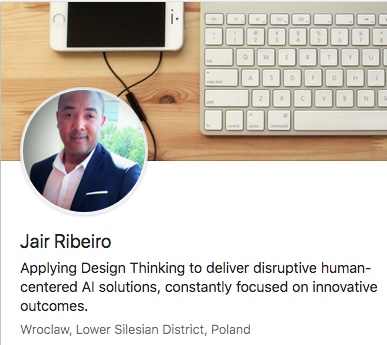 Jair Ribeiro
Applying Design Thinking to deliver disruptive human-
centered AI solutions, constantly focused on innovative
outcomes.
Wroclaw, Lower Silesian District, Poland